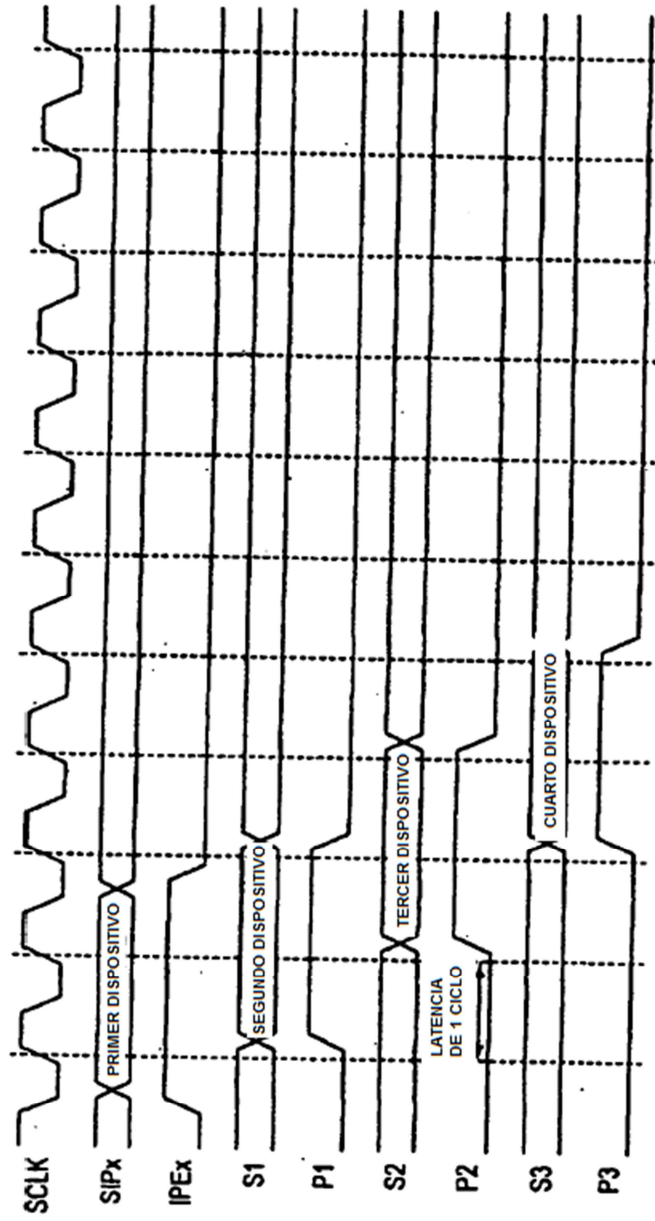 SCLK
SIPx
PRIMER DISPOSITIVO
IPEx
S1
SEGUNDO DISPOSITIVO
P1
S2
TERCER DISPOSITIVO
P2
LATENCIA
DE 1 CICLO
S3
CUARTO DISPOSITIVO
P3